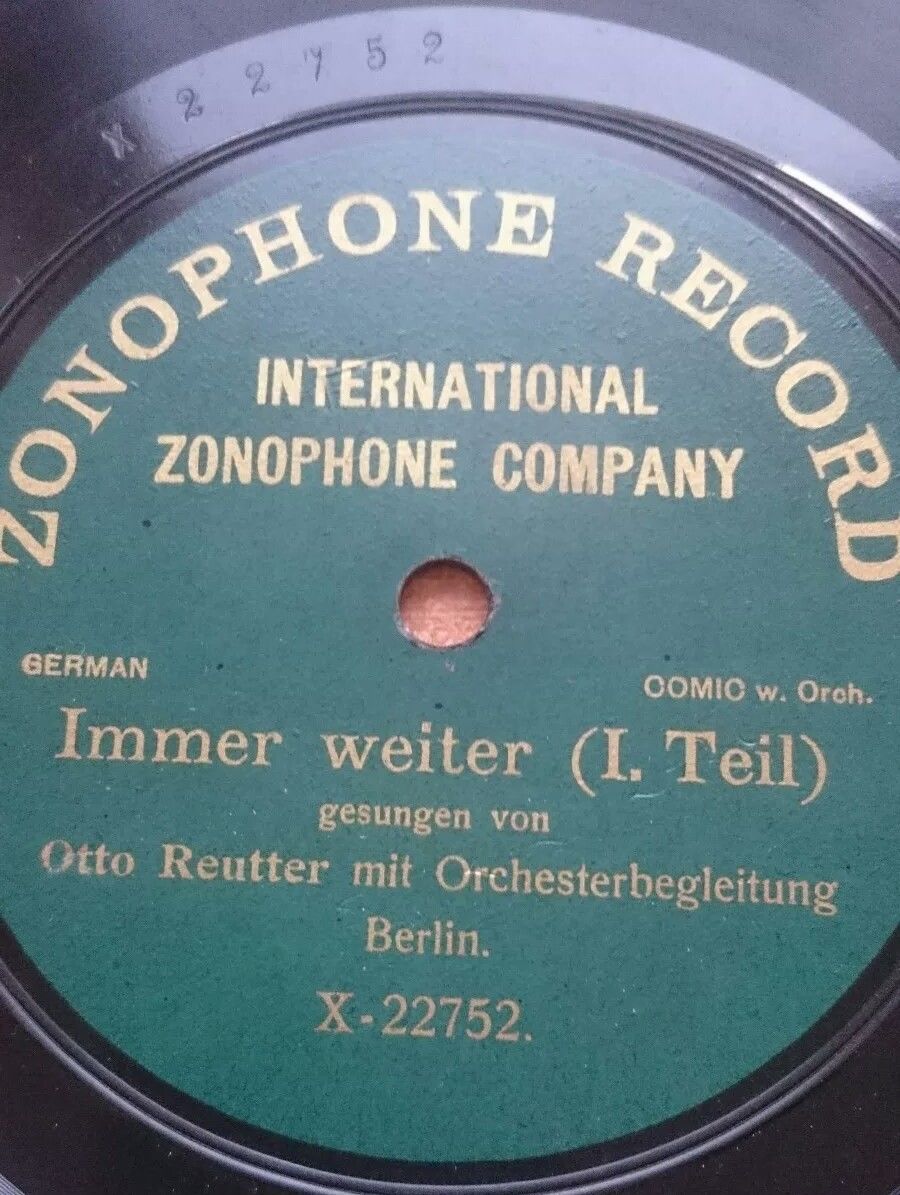 X 22752
ZONOPHONE RECORD
INTERNATIONAL
ZONOPHONE COMPANY
GERMAN
COMIC w. Orch.
Immer weiter (I. Teil)
gesungen von
Otto Reutter mit Orchesterbegleitung
Berlin.
X-22752.